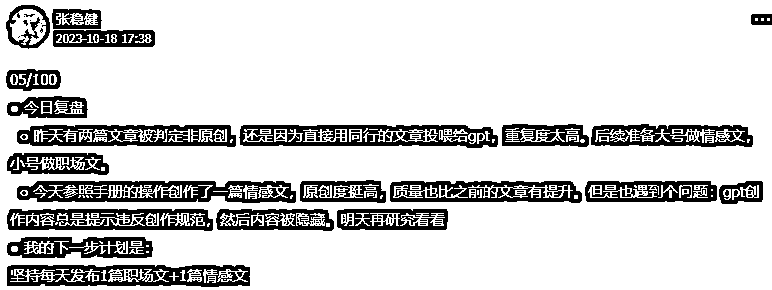 张稳健
2023-10-18 17:38
05/100
今日复盘
昨天有两篇文章被判定非原创，还是因为直接用同行的文章投喂给gpt，重复度太高。后续准备大号做情感文，
小号做职场文。
今天参照手册的操作创作了一篇情感文，原创度挺高，质量也比之前的文章有提升。但是也遇到个问题：gpt创
作内容总是提示违反创作规范，然后内容被隐藏。明天再研究看看
我的下一步计划是：
坚持每天发布1篇职场文+1篇情感文